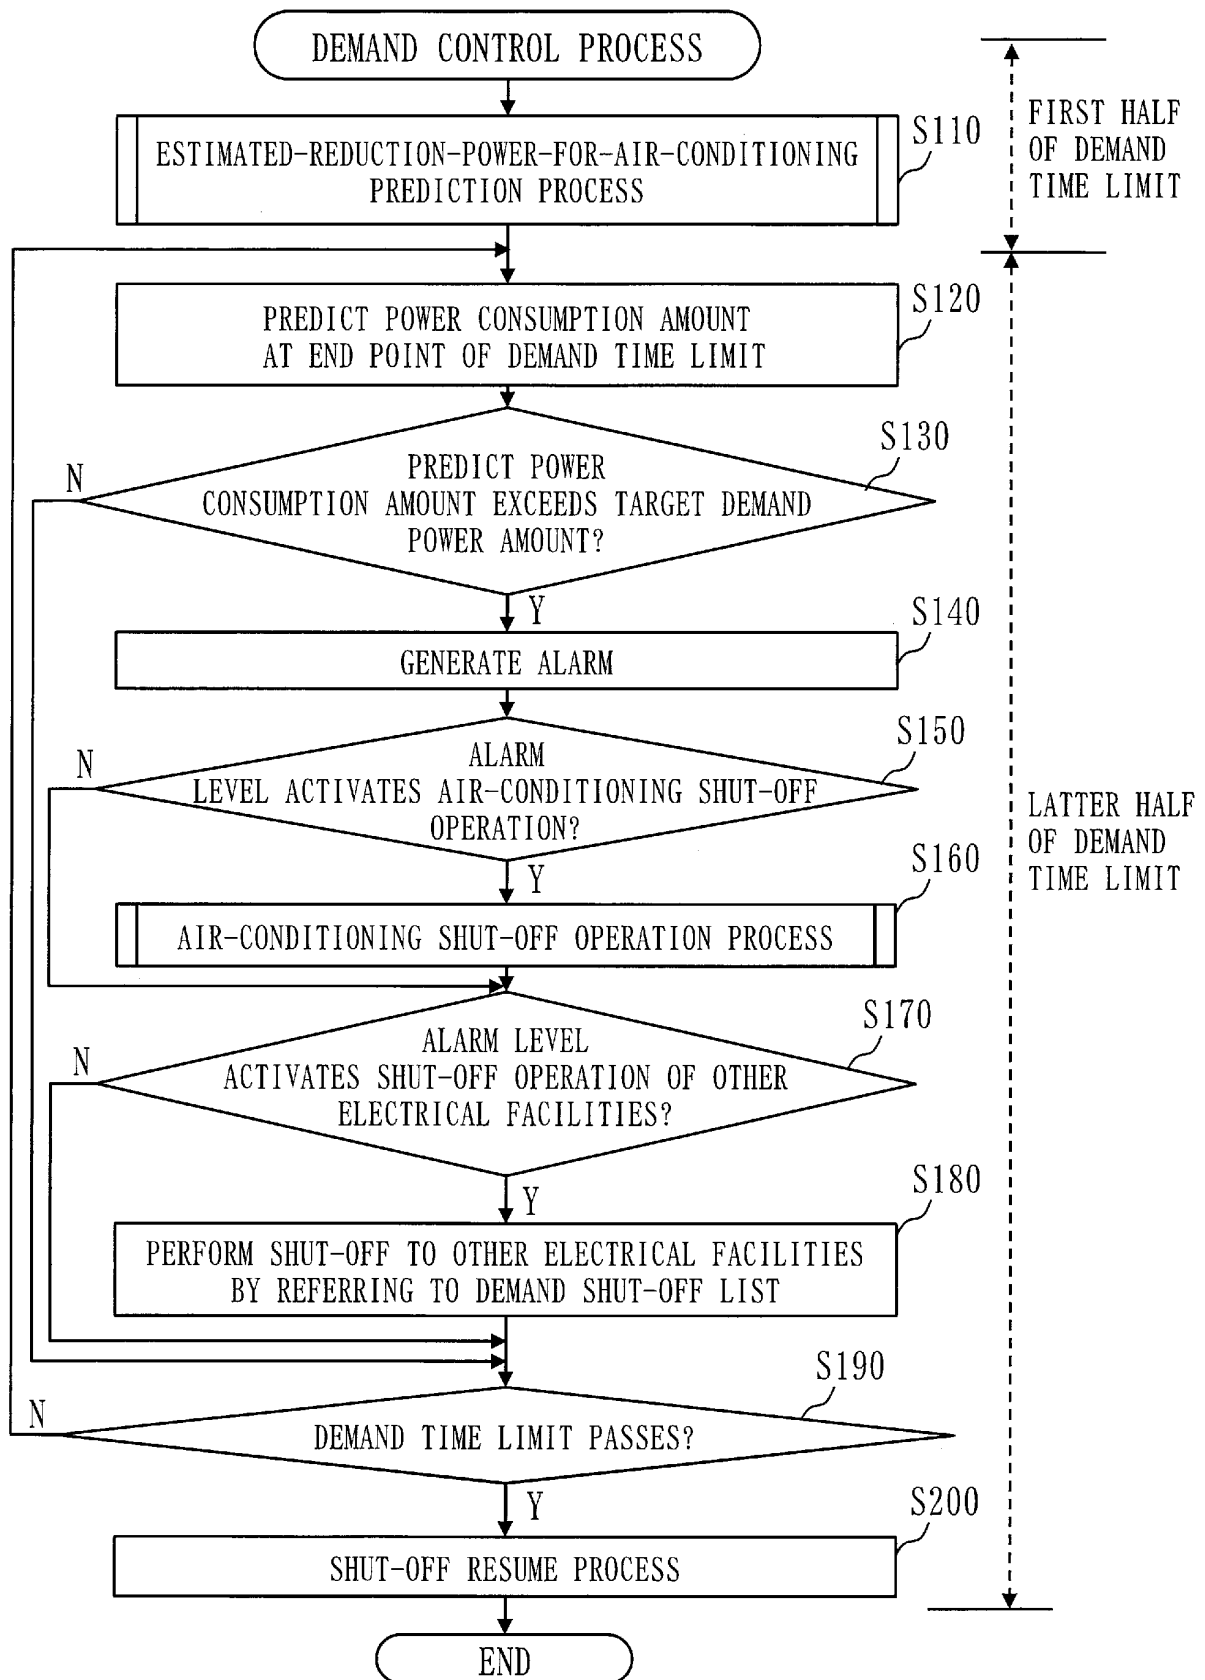 DEMAND CONTROL PROCESS
FIRST HALF
OF DEMAND
TIME LIMIT
S110
ESTIMATED-REDUCTION-POWER-FOR-AIR-CONDITIONING
PREDICTION PROCESS
S120
PREDICT POWER CONSUMPTION AMOUNT
AT END POINT OF DEMAND TIME LIMIT
S130
N
PREDICT POWER
CONSUMPTION AMOUNT EXCEEDS TARGET DEMAND
POWER AMOUNT?
Y
S140
GENERATE ALARM
S150
N
ALARM
LEVEL ACTIVATES AIR-CONDITIONING SHUT-OFF
OPERATION?
Y
LATTER HALF
OF DEMAND
TIME LIMIT
S160
AIR-CONDITIONING SHUT-OFF OPERATION PROCESS
S170
N
ALARM LEVEL
ACTIVATES SHUT-OFF OPERATION OF OTHER
ELECTRICAL FACILITIES?
Y
S180
PERFORM SHUT-OFF TO OTHER ELECTRICAL FACILITIES
BY REFERRING TO DEMAND SHUT-OFF LIST
S190
N
DEMAND TIME LIMIT PASSES?
Y
S200
SHUT-OFF RESUME PROCESS
END